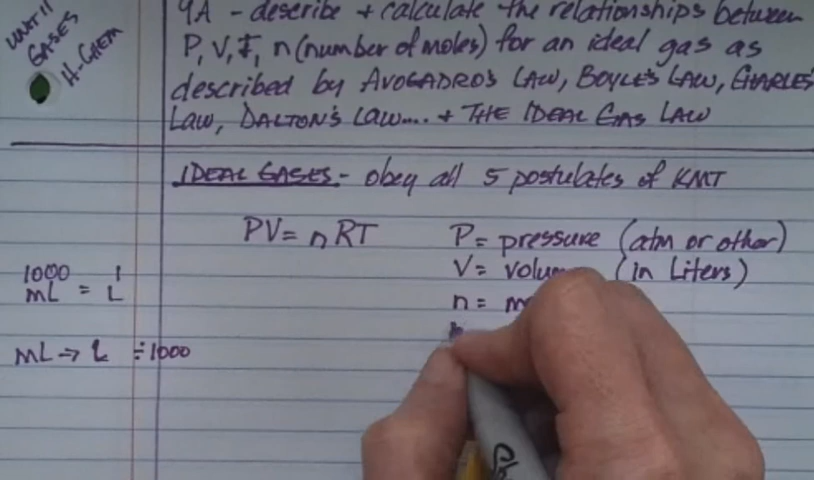 UNIT 11
GASES
H-CHEM
9A - describe + calculate the relationships between
P, V, T, n (number of moles) for an ideal gas as
described by AVOGADRO'S LAW, BOYLE'S LAW, CHARLES'
LAW, DALTON'S LAW.... + THE IDEAL GAS LAW
IDEAL GASES - obey all 5 postulates of KMT
PV = nRT
P = pressure (atm or other)
V = (in Liters)
n =
1000 mL = 1 L
mL → L ÷1000